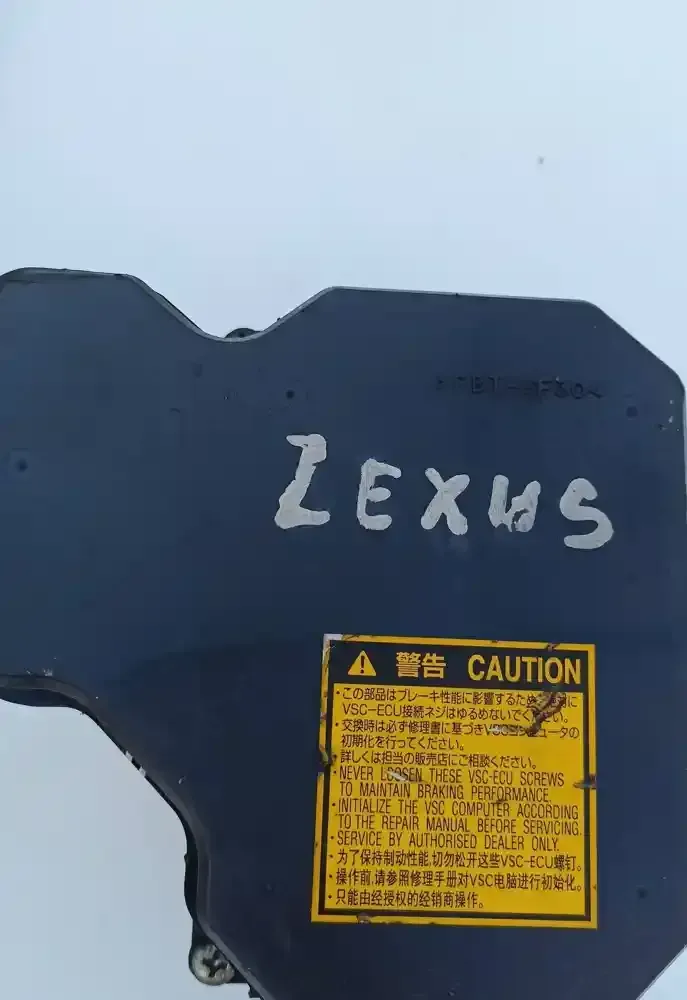 ZEXUS
警告 CAUTION
・この部品はブレーキ性能に影響するため
VSC-ECU接続ネジはゆるめないでください。
・交換時は必ず修理書に基づきVSCコンピュータの
初期化を行ってください。
・詳しくは担当の販売店にご相談ください。
・NEVER LOOSEN THESE VSC-ECU SCREWS
TO MAINTAIN BRAKING PERFORMANCE.
・INITIALIZE THE VSC COMPUTER ACCORDING
TO THE REPAIR MANUAL BEFORE SERVICING.
・SERVICE BY AUTHORISED DEALER ONLY.
・为了保持制动性能,切勿松开这些VSC-ECU螺钉。
・操作前,请参照修理手册对VSC电脑进行初始化。
・只能由经授权的经销商操作。